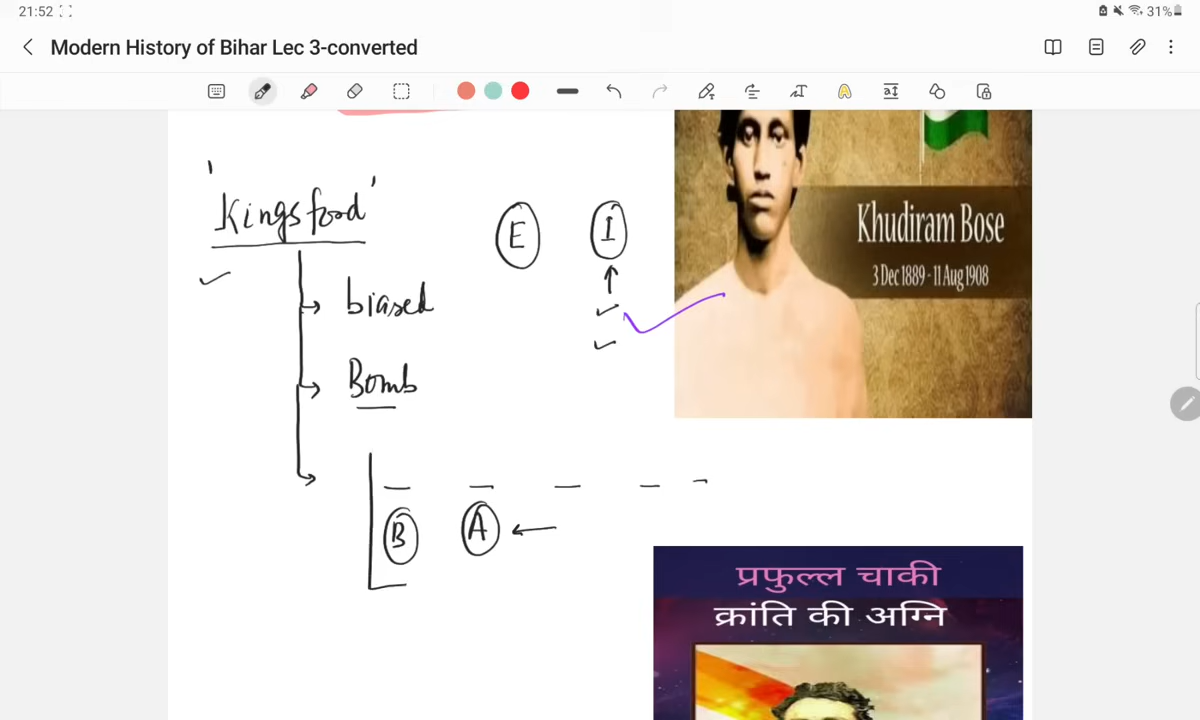 21:52
31%
Modern History of Bihar Lec 3-converted
'Kingsfood'
E I
biased
Bomb
B A
Khudiram Bose
3 Dec 1889 - 11 Aug 1908
प्रफुल्ल चाकी
क्रांति की अग्नि